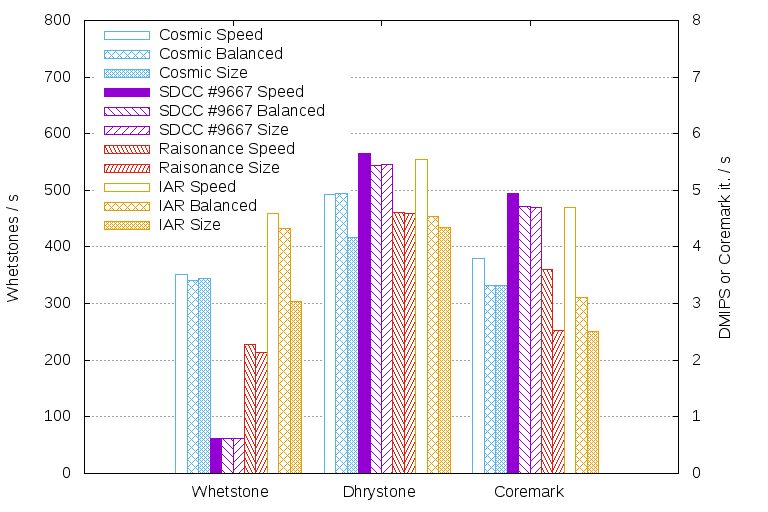 800
700
600
500
400
300
200
100
0
Whetstones / s
Cosmic Speed
Cosmic Balanced
Cosmic Size
SDCC #9667 Speed
SDCC #9667 Balanced
SDCC #9667 Size
Raisonance Speed
Raisonance Size
IAR Speed
IAR Balanced
IAR Size
8
7
6
5
4
3
2
1
0
DMIPS or Coremark it. / s
Whetstone
Dhrystone
Coremark